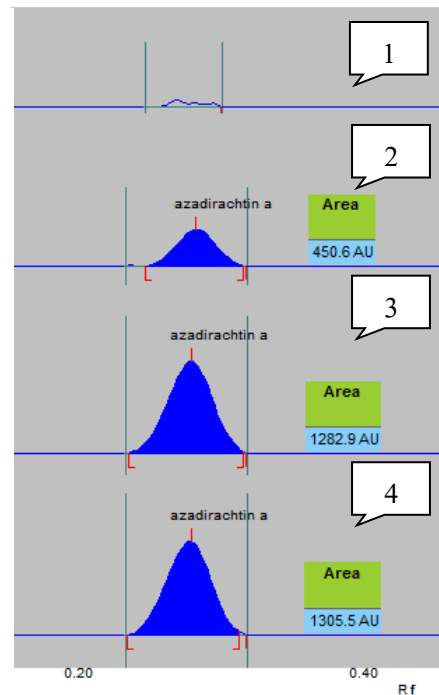 1
2
azadirachtin a
Area
450.6 AU
3
azadirachtin a
Area
1282.9 AU
4
azadirachtin a
Area
1305.5 AU
0.20 0.40
Rf